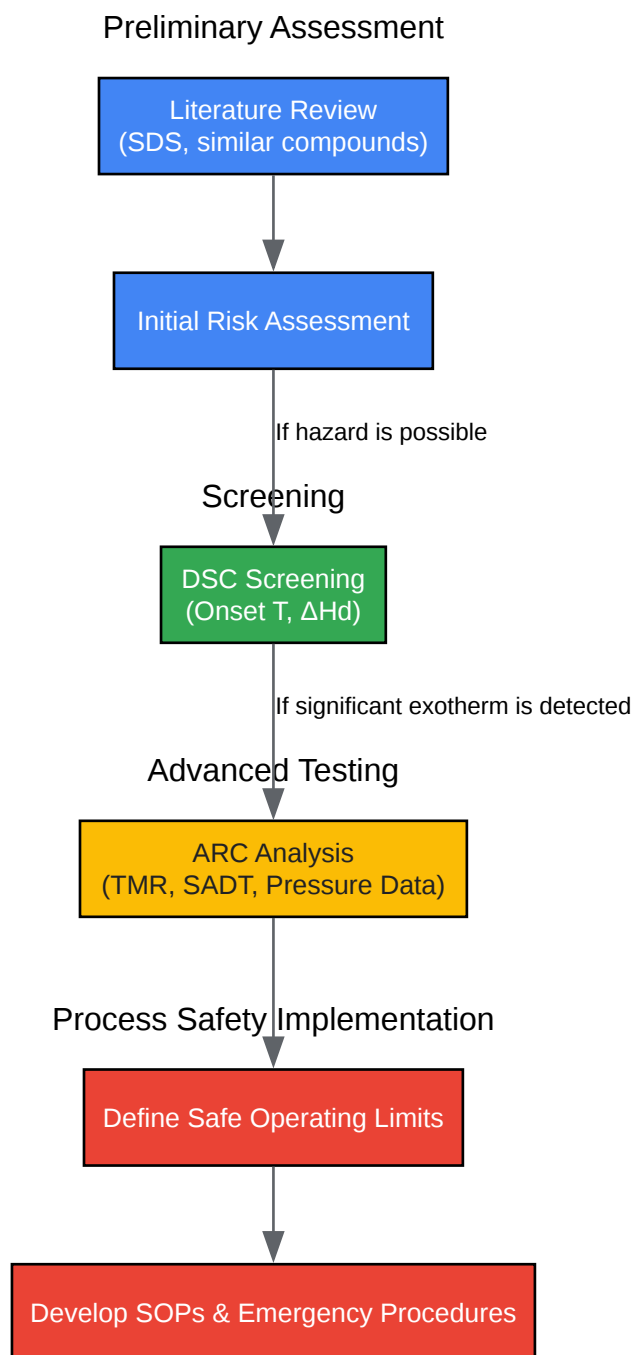 Preliminary Assessment
Literature Review
(SDS, similar compounds)
Initial Risk Assessment
If hazard is possible
Screening
DSC Screening
(Onset T, ΔHd)
If significant exotherm is detected
Advanced Testing
ARC Analysis
(TMR, SADT, Pressure Data)
Process Safety Implementation
Define Safe Operating Limits
Develop SOPs & Emergency Procedures